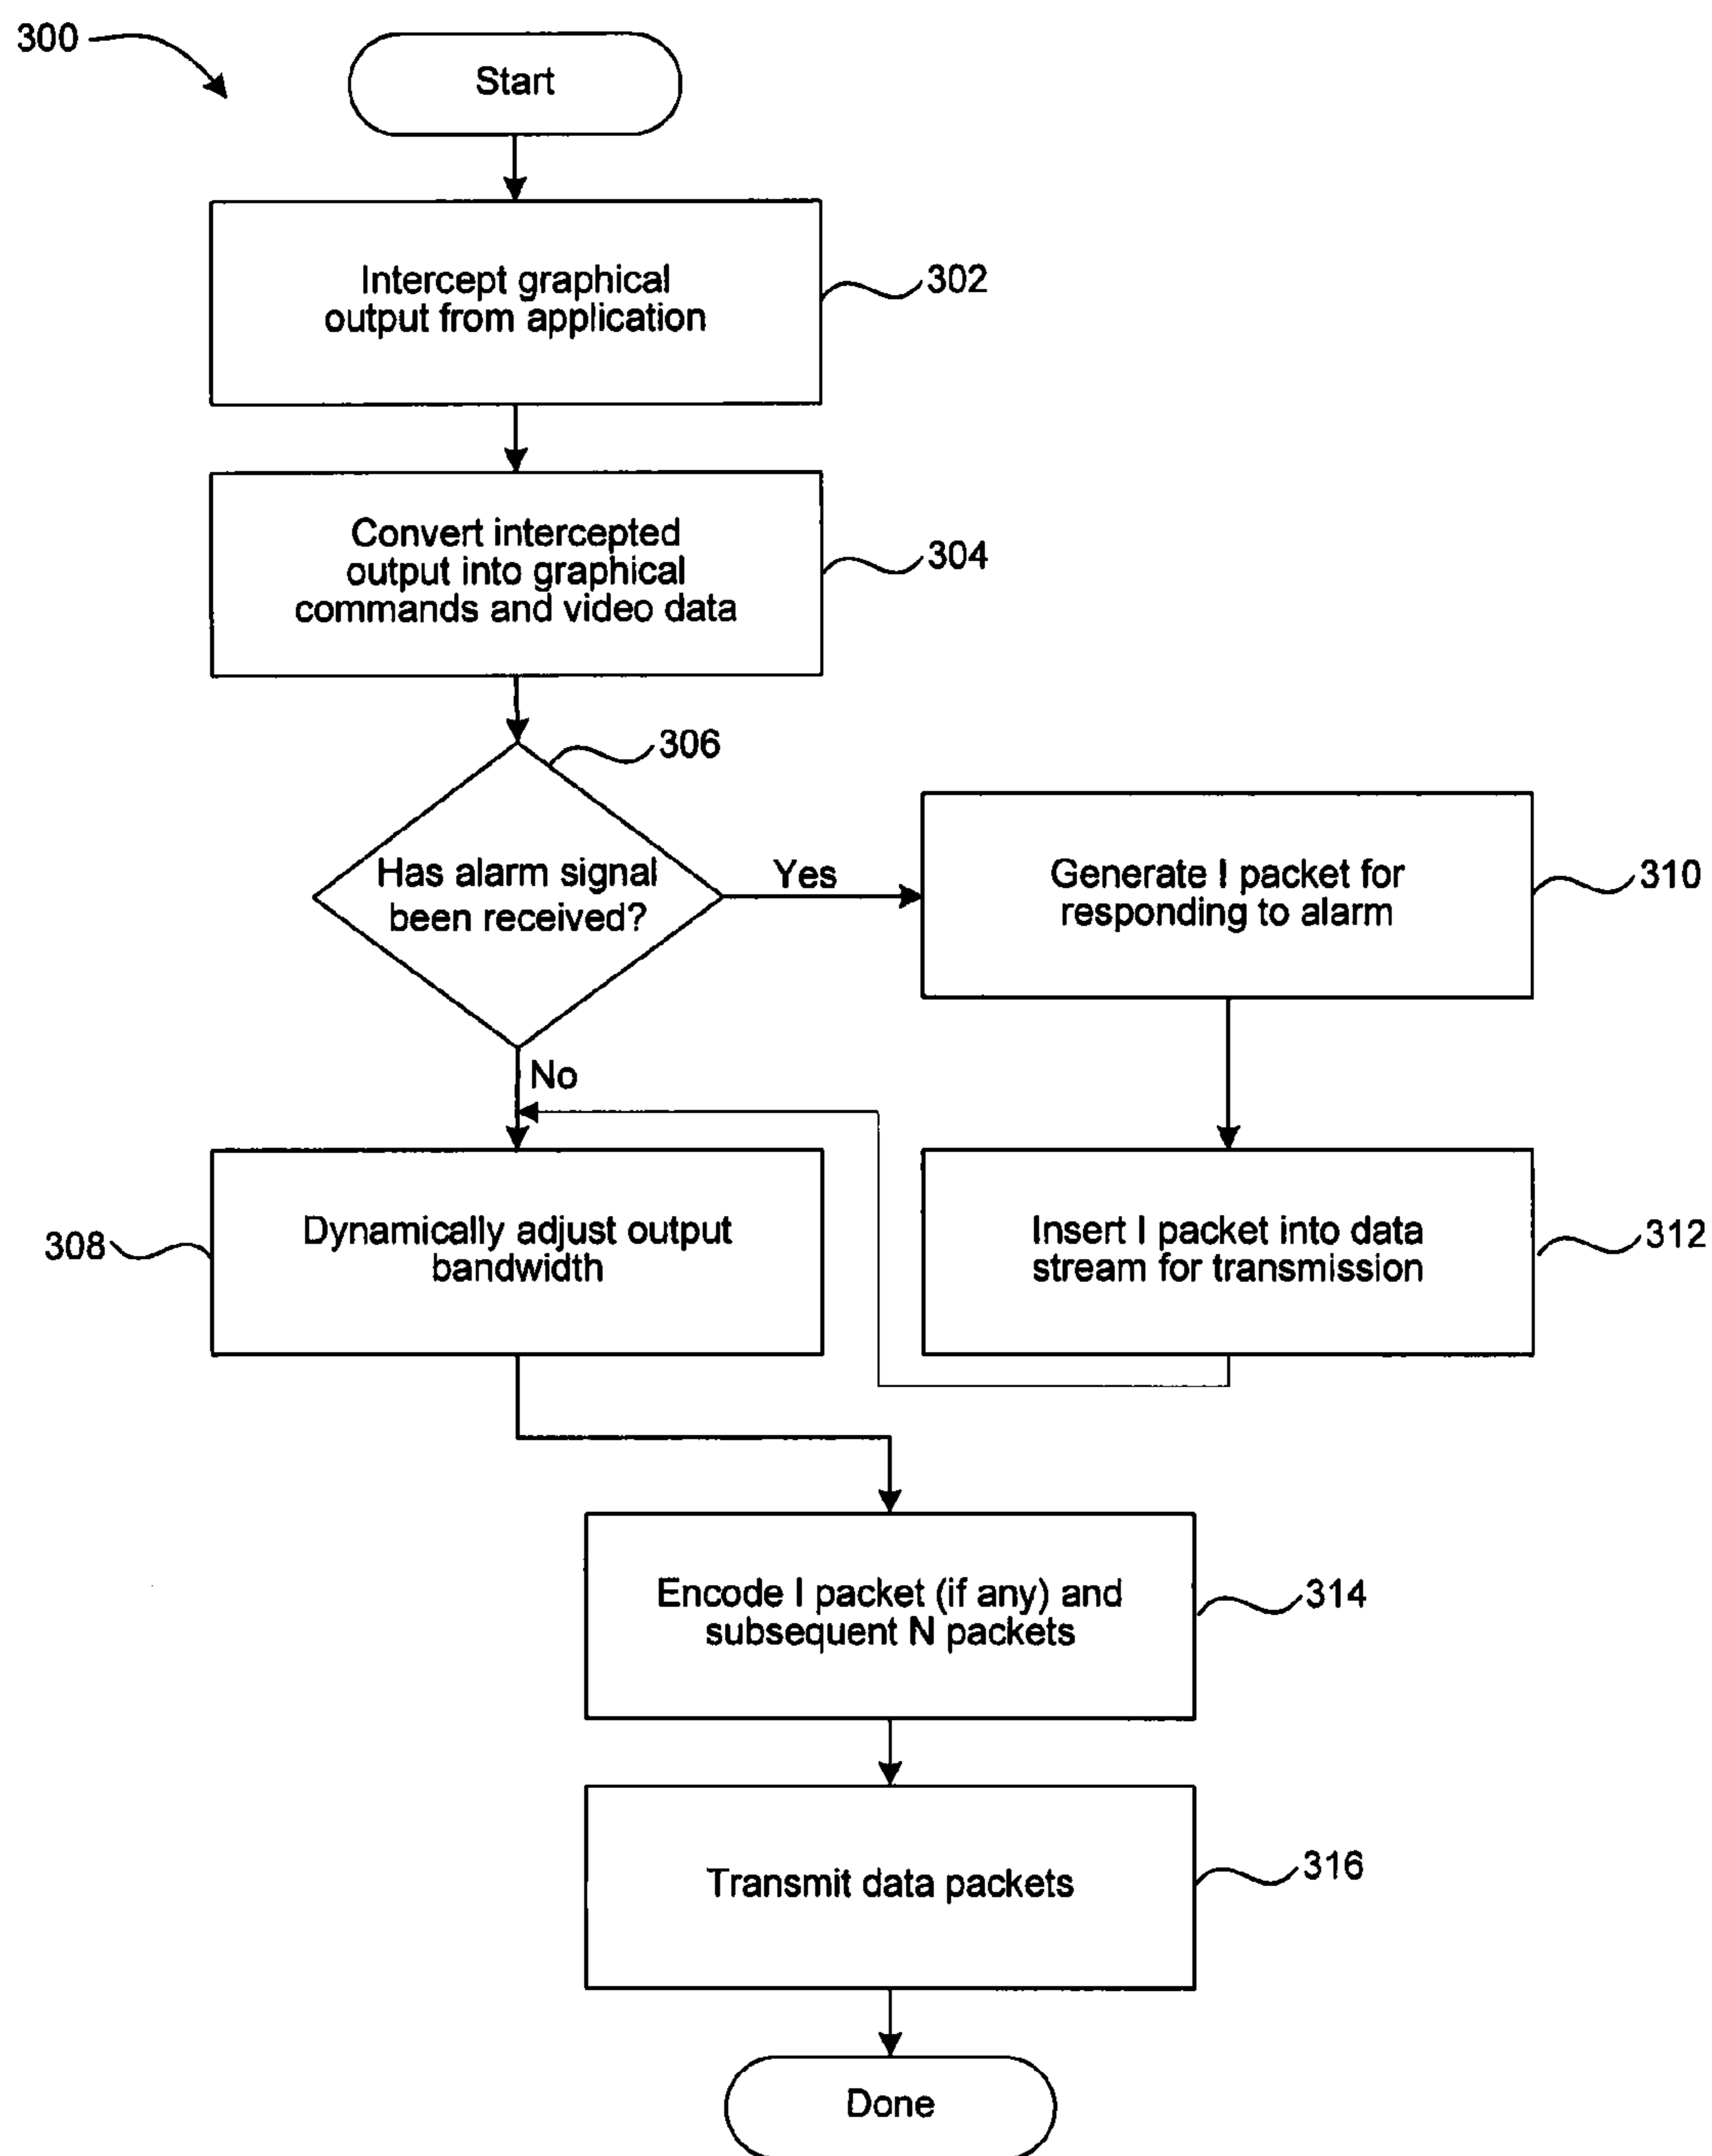 300
Start
Intercept graphical
output from application
302
Convert intercepted
output into graphical
commands and video data
304
306
Has alarm signal
been received?
Yes
Generate I packet for
responding to alarm
310
No
308
Dynamically adjust output
bandwidth
Insert I packet into data
stream for transmission
312
Encode I packet (if any) and
subsequent N packets
314
Transmit data packets
316
Done